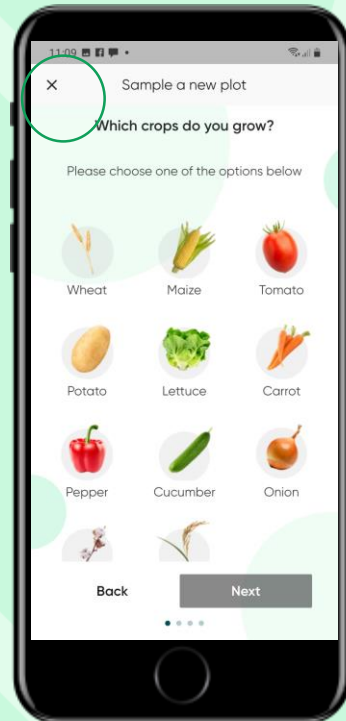 11:09
Sample a new plot
Which crops do you grow?
Please choose one of the options below
Wheat Maize Tomato
Potato Lettuce Carrot
Pepper Cucumber Onion
Back Next